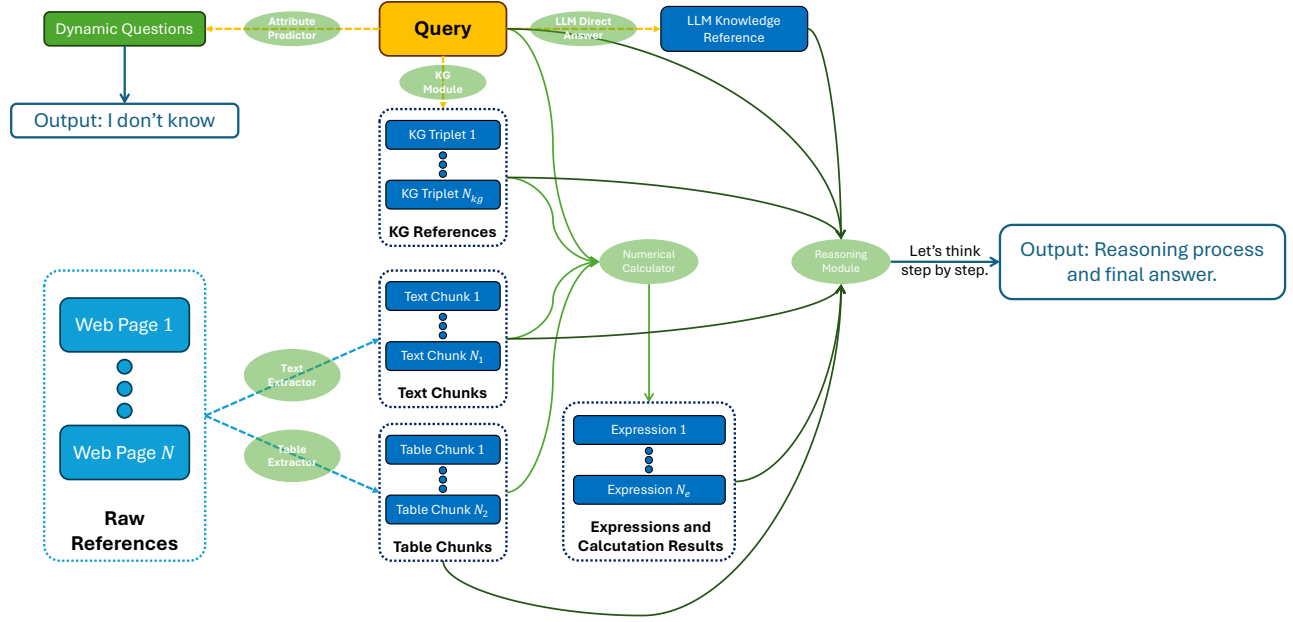 Dynamic Questions
Attribute
Predictor
Query
LLM Direct
Answer
LLM Knowledge
Reference
KG
Module
Output: I don't know
KG Triplet 1
KG Triplet N_{kg}
KG References
Numerical
Calculator
Reasoning
Module
Let's think
step by step.
Output: Reasoning process
and final answer.
Web Page 1
Web Page N
Raw
References
Text
Extractor
Table
Extractor
Text Chunk 1
Text Chunk N_1
Text Chunks
Table Chunk 1
Table Chunk N_2
Table Chunks
Expression 1
Expression N_e
Expressions and
Calcutation Results